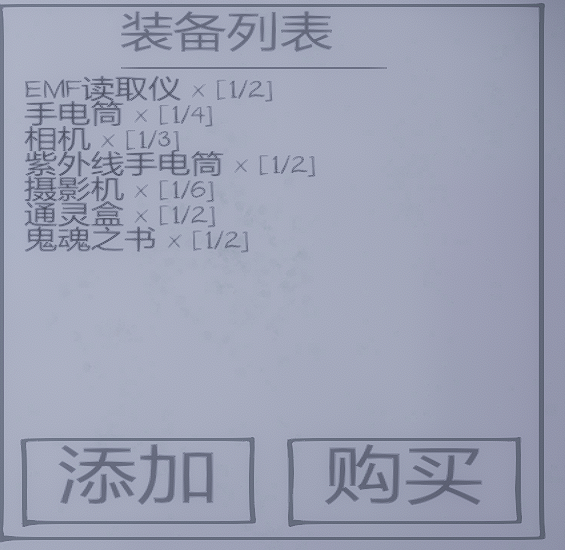 装备列表
EMF读取仪 x [1/2]
手电筒 x [1/4]
相机 x [1/3]
紫外线手电筒 x [1/2]
摄影机 x [1/6]
通灵盒 x [1/2]
鬼魂之书 x [1/2]
添加
购买